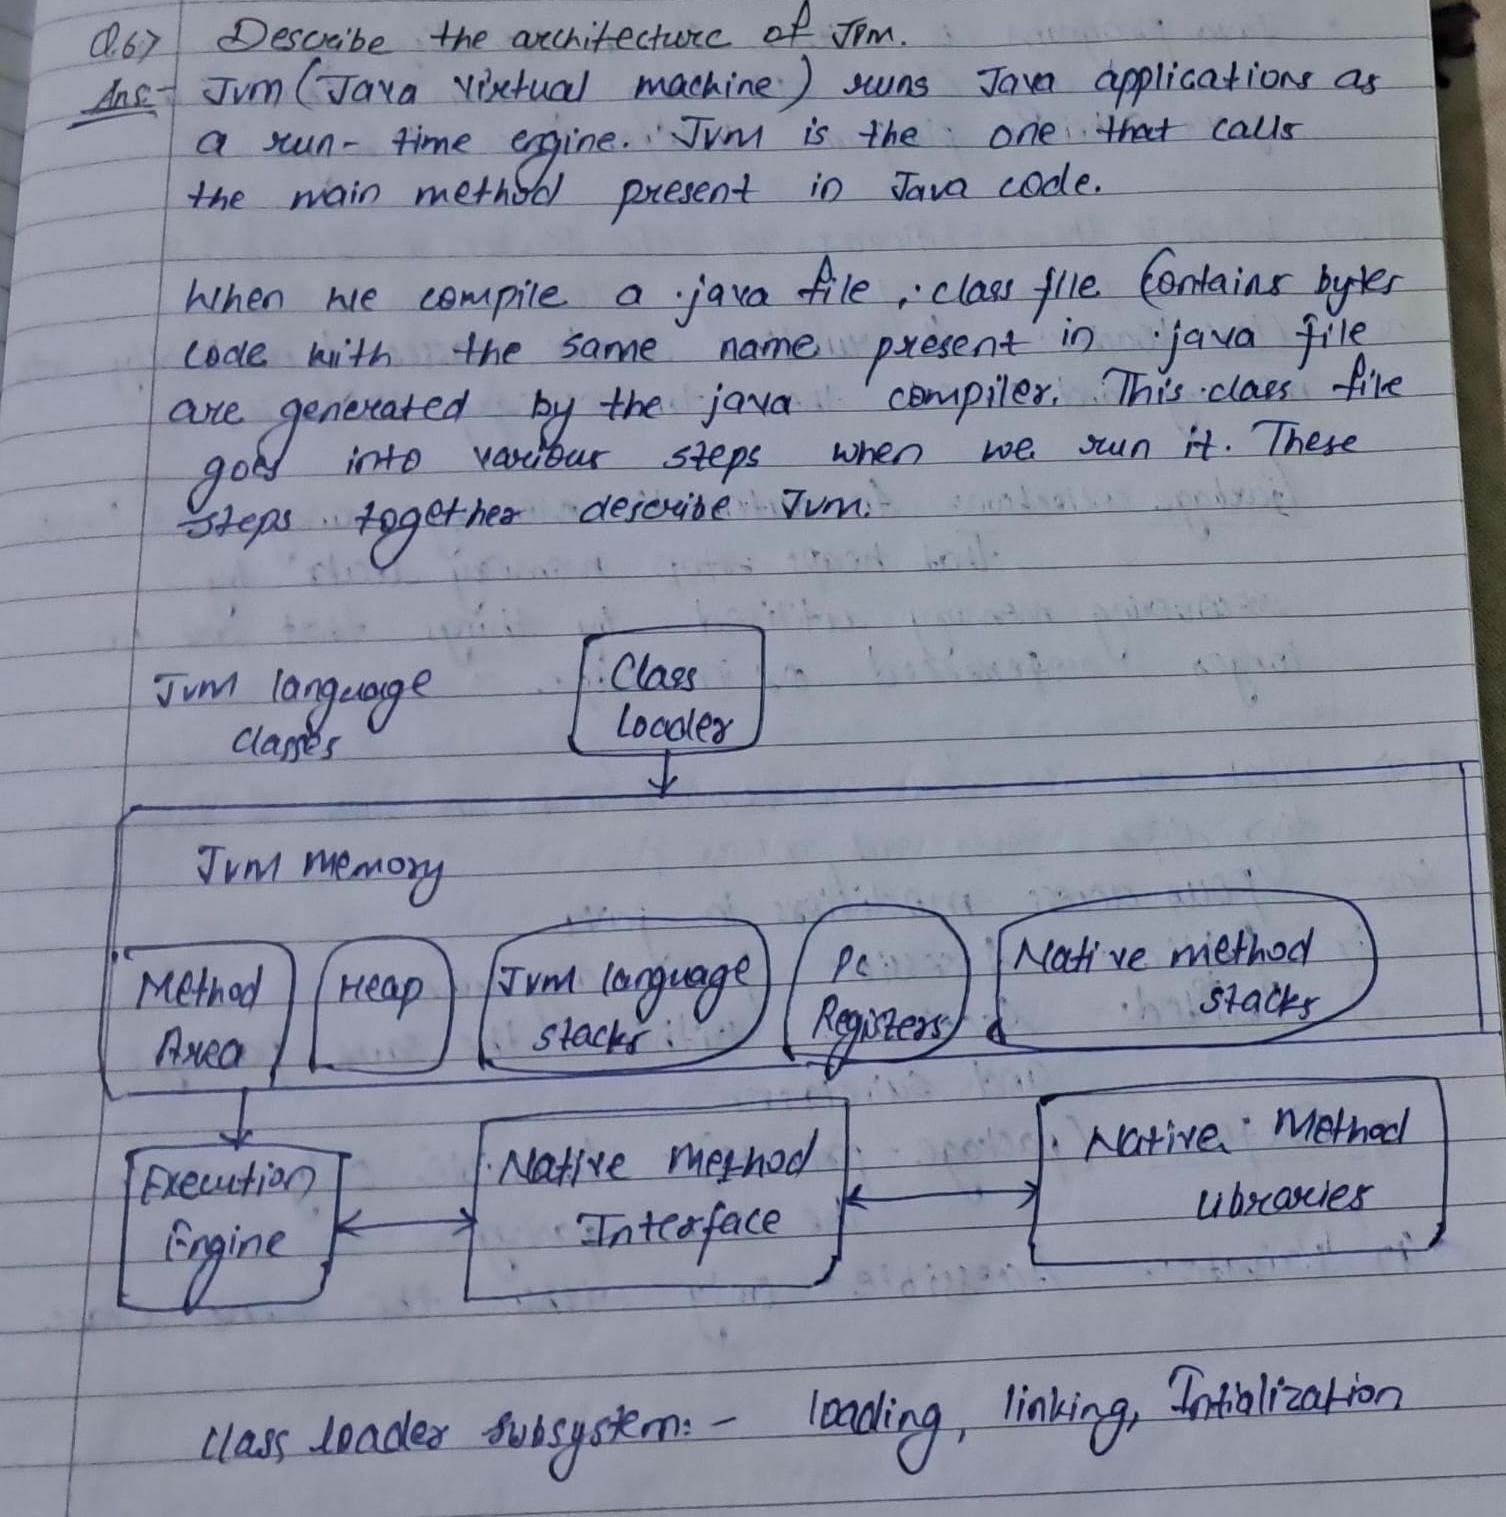 Q.6> Describe the architecture of Jvm.
Ans:- Jvm (Java virtual machine) runs Java applications as
a run-time engine. Jvm is the one that calls
the main method present in Java code.
When we compile a .java file, .class file Contains bytes
code with the same name present in .java file
are generated by the java compiler. This .class file
goes into various steps when we run it. These
steps together describe Jvm.
Jvm language
classes
Class
Loader
Jvm memory
Method
Area
Heap
Jvm language
stacks
PC
Registers
Native method
stacks
Execution
Engine
Native method
Interface
Native Method
libraries
class loader subsystem:- loading, linking, Intialization